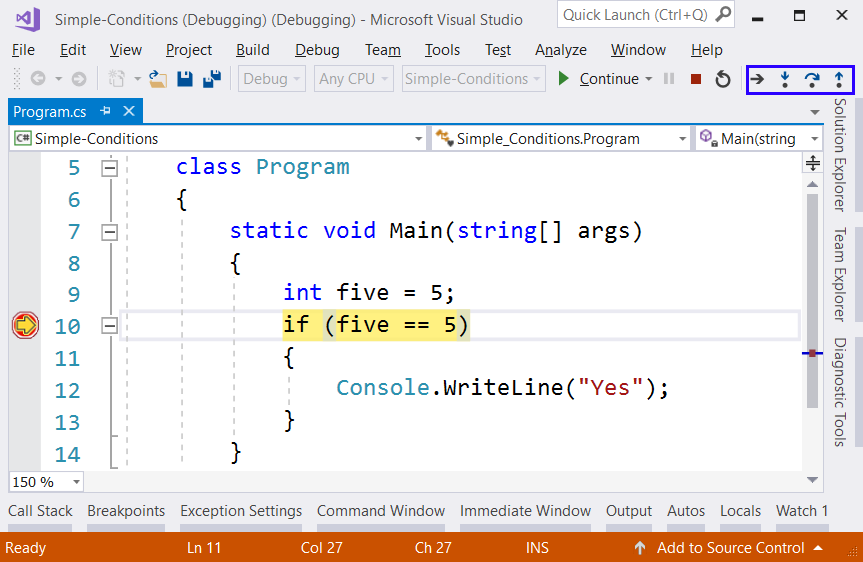 Simple-Conditions (Debugging) (Debugging) - Microsoft Visual Studio
Quick Launch (Ctrl+Q)
File Edit View Project Build Debug Team Tools Test Analyze Window Help
Debug Any CPU Simple-Conditions Continue
Program.cs
C# Simple-Conditions Simple_Conditions.Program Main(string
5 class Program
6 {
7 static void Main(string[] args)
8 {
9 int five = 5;
10 if (five == 5)
11 {
12 Console.WriteLine("Yes");
13 }
14 }
Solution Explorer
Team Explorer
Diagnostic Tools
150 %
Call Stack Breakpoints Exception Settings Command Window Immediate Window Output Autos Locals Watch 1
Ready Ln 11 Col 27 Ch 27 INS Add to Source Control